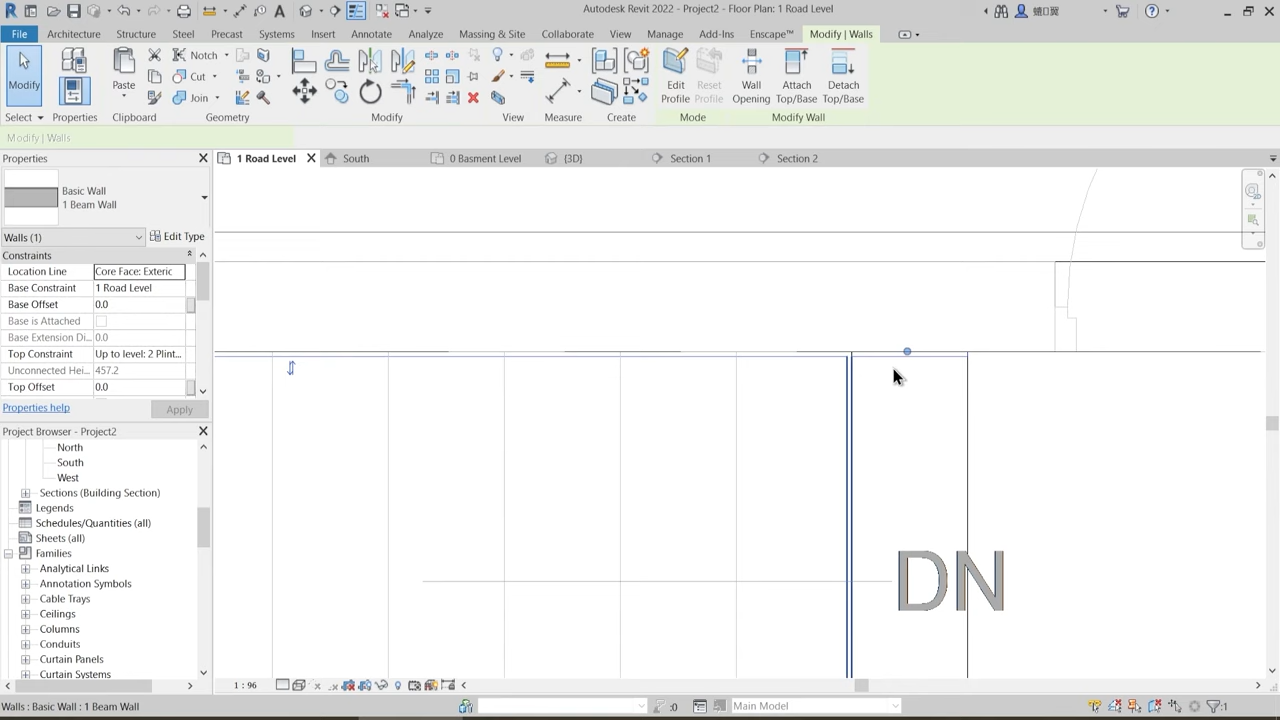 Autodesk Revit 2022 - Project2 - Floor Plan: 1 Road Level
File
Architecture
Structure
Steel
Precast
Systems
Insert
Annotate
Analyze
Massing & Site
Collaborate
View
Manage
Add-Ins
Enscape™
Modify | Walls
Modify
Paste
Notch
Cut
Join
Edit
Profile
Reset
Profile
Wall
Opening
Attach
Top/Base
Detach
Top/Base
Select
Properties
Clipboard
Geometry
Modify
View
Measure
Create
Mode
Modify Wall
Modify | Walls
Properties
1 Road Level
South
0 Basment Level
{3D}
Section 1
Section 2
Basic Wall
1 Beam Wall
Walls (1)
Edit Type
Constraints
Location Line
Core Face: Exteric
Base Constraint
1 Road Level
Base Offset
0.0
Base is Attached
Base Extension Di...
0.0
Top Constraint
Up to level: 2 Plint...
Unconnected Hei...
457.2
Top Offset
0.0
Properties help
Apply
Project Browser - Project2
North
South
West
Sections (Building Section)
Legends
Schedules/Quantities (all)
Sheets (all)
Families
Analytical Links
Annotation Symbols
Cable Trays
Ceilings
Columns
Conduits
Curtain Panels
Curtain Systems
DN
1 : 96
Walls : Basic Wall : 1 Beam Wall
:0
Main Model
:1